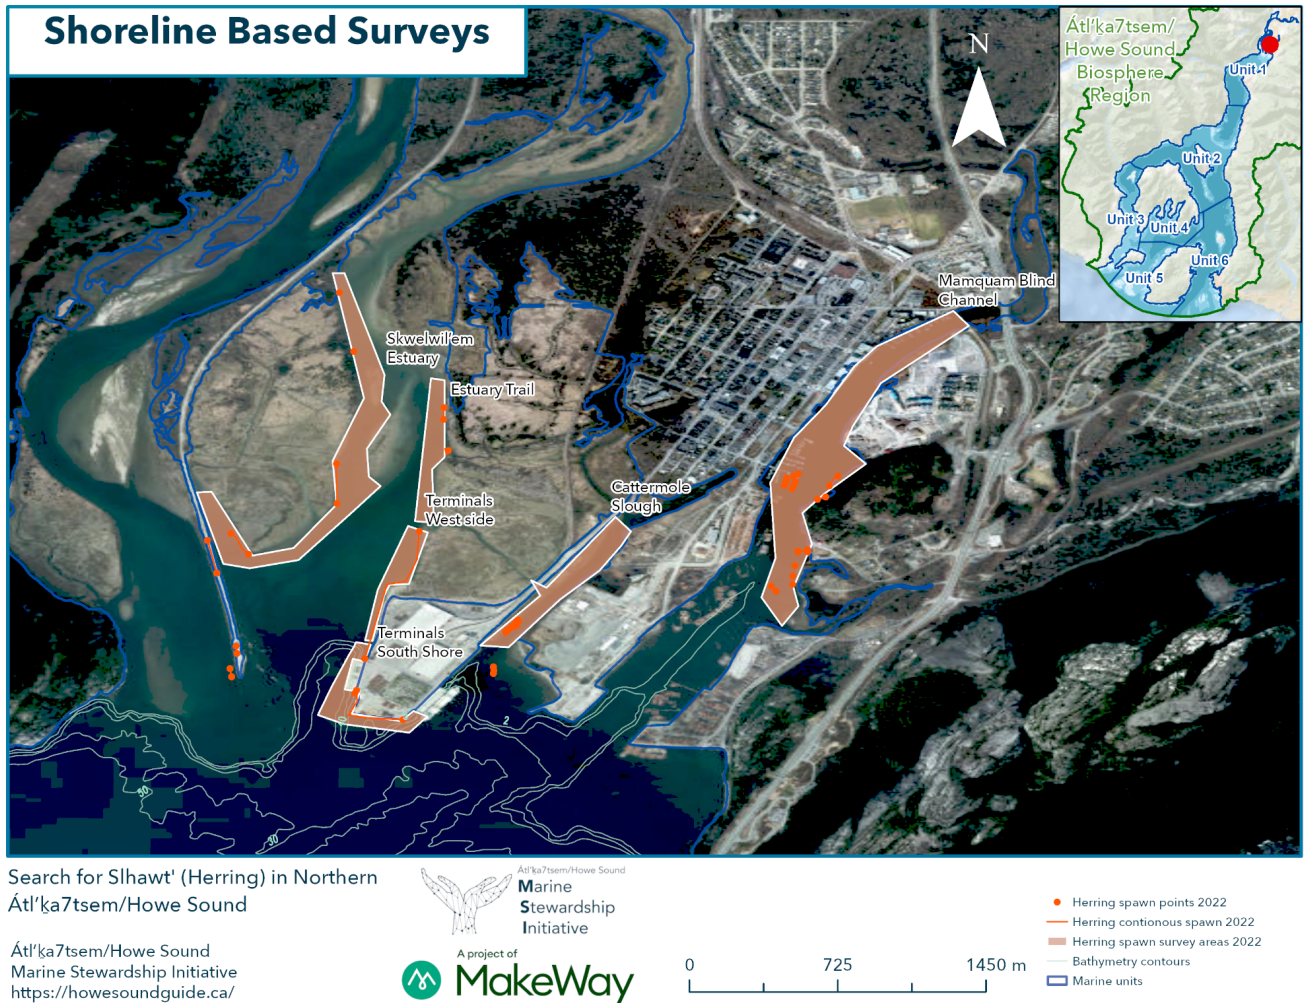 Shoreline Based Surveys
N
Átl'ḵa7tsem/
Howe Sound
Biosphere
Region
Unit 1
Unit 2
Unit 3
Unit 4
Unit 5
Unit 6
Mamquam Blind
Channel
Skwelwil'em
Estuary
Estuary Trail
Terminals
West side
Cattermole
Slough
Terminals
South Shore
2
30
30
Search for Slhawt' (Herring) in Northern
Átl'ḵa7tsem/Howe Sound
Átl'ḵa7tsem/Howe Sound
Marine Stewardship Initiative
https://howesoundguide.ca/
Átl'ḵa7tsem/Howe Sound
Marine
Stewardship
Initiative
A project of
MakeWay
0 725 1450 m
Herring spawn points 2022
Herring contionous spawn 2022
Herring spawn survey areas 2022
Bathymetry contours
Marine units